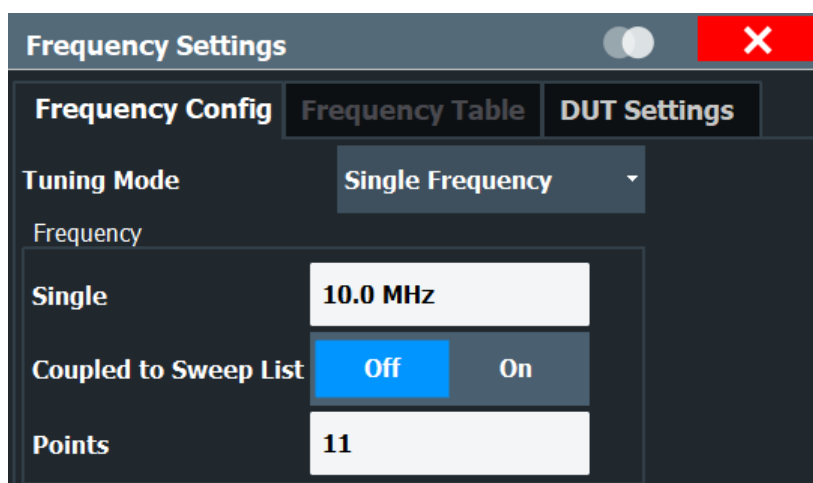 Frequency Settings
Frequency Config Frequency Table DUT Settings
Tuning Mode Single Frequency
Frequency
Single 10.0 MHz
Coupled to Sweep List Off On
Points 11